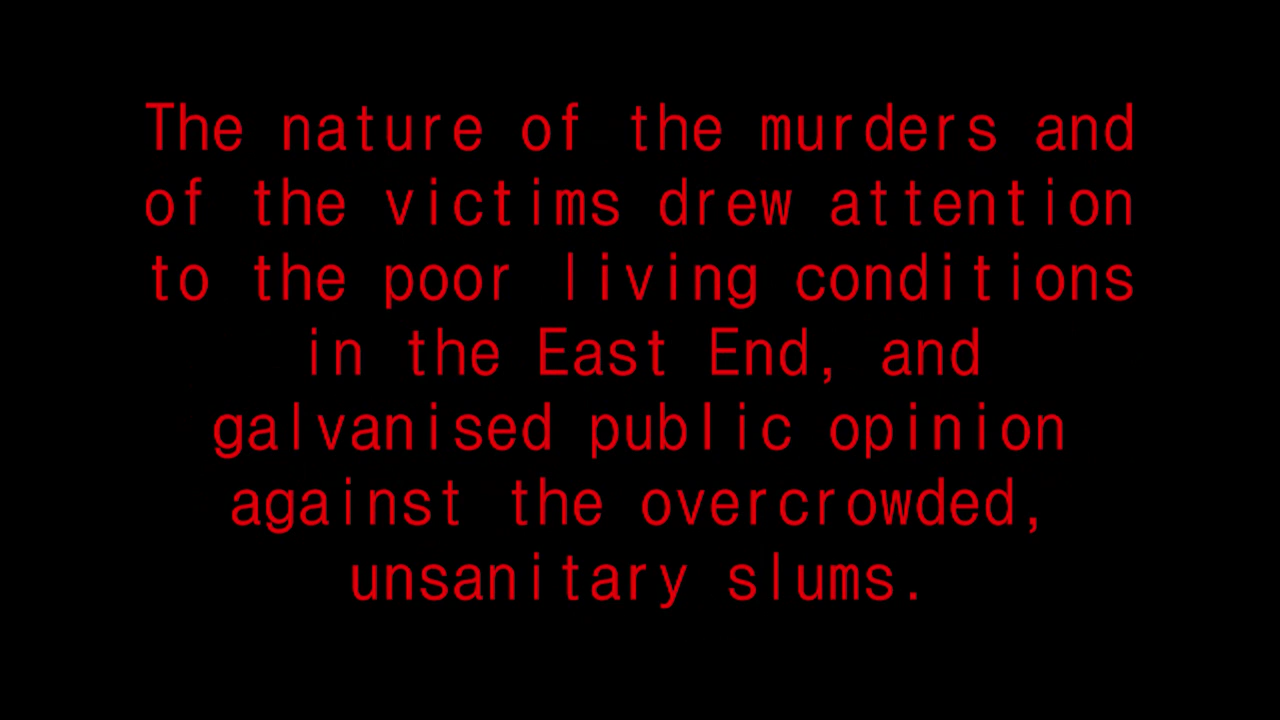 The nature of the murders and
of the victims drew attention
to the poor living conditions
in the East End, and
galvanised public opinion
against the overcrowded,
unsanitary slums.